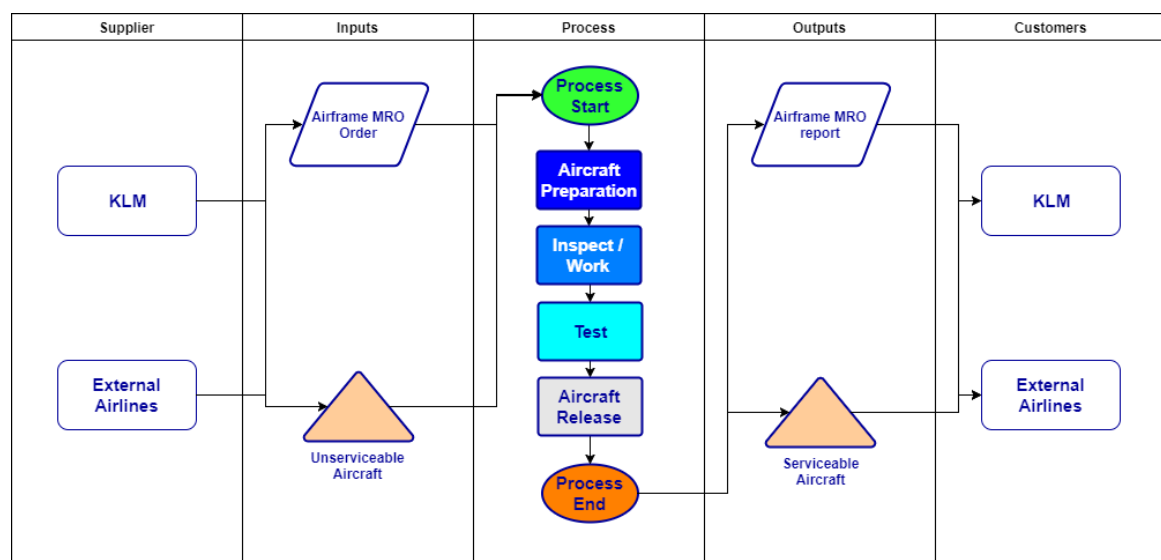 Supplier
Inputs
Process
Outputs
Customers
KLM
External
Airlines
Airframe MRO
Order
Unserviceable
Aircraft
Process
Start
Aircraft
Preparation
Inspect /
Work
Test
Aircraft
Release
Process
End
Airframe MRO
report
Serviceable
Aircraft
KLM
External
Airlines